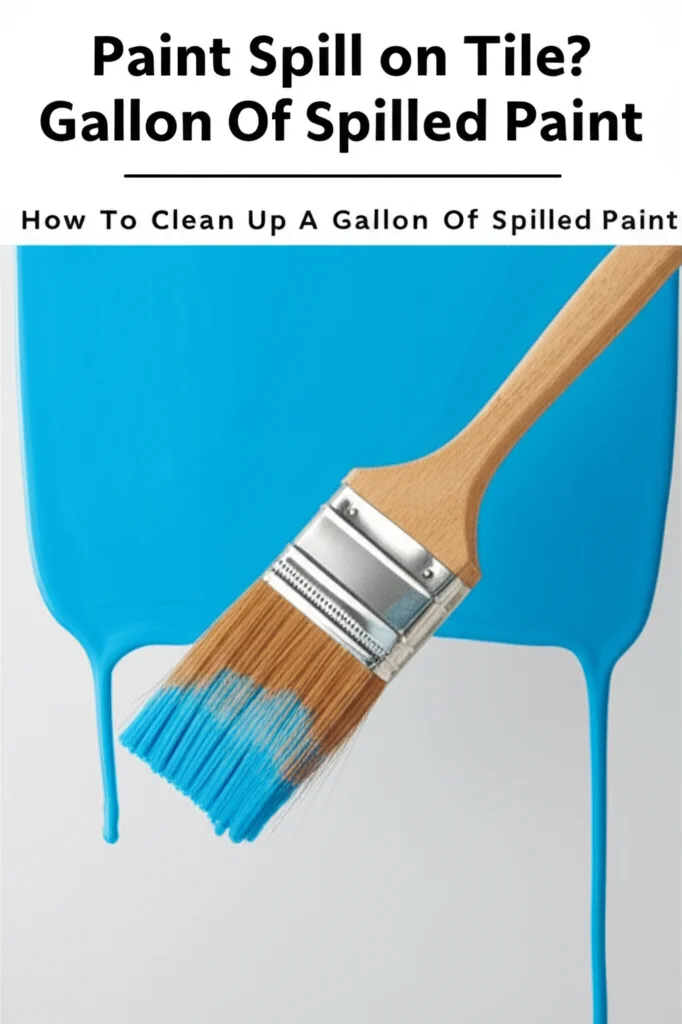 Paint Spill on Tile?
Gallon Of Spilled Paint
How To Clean Up A Gallon Of Spilled Paint